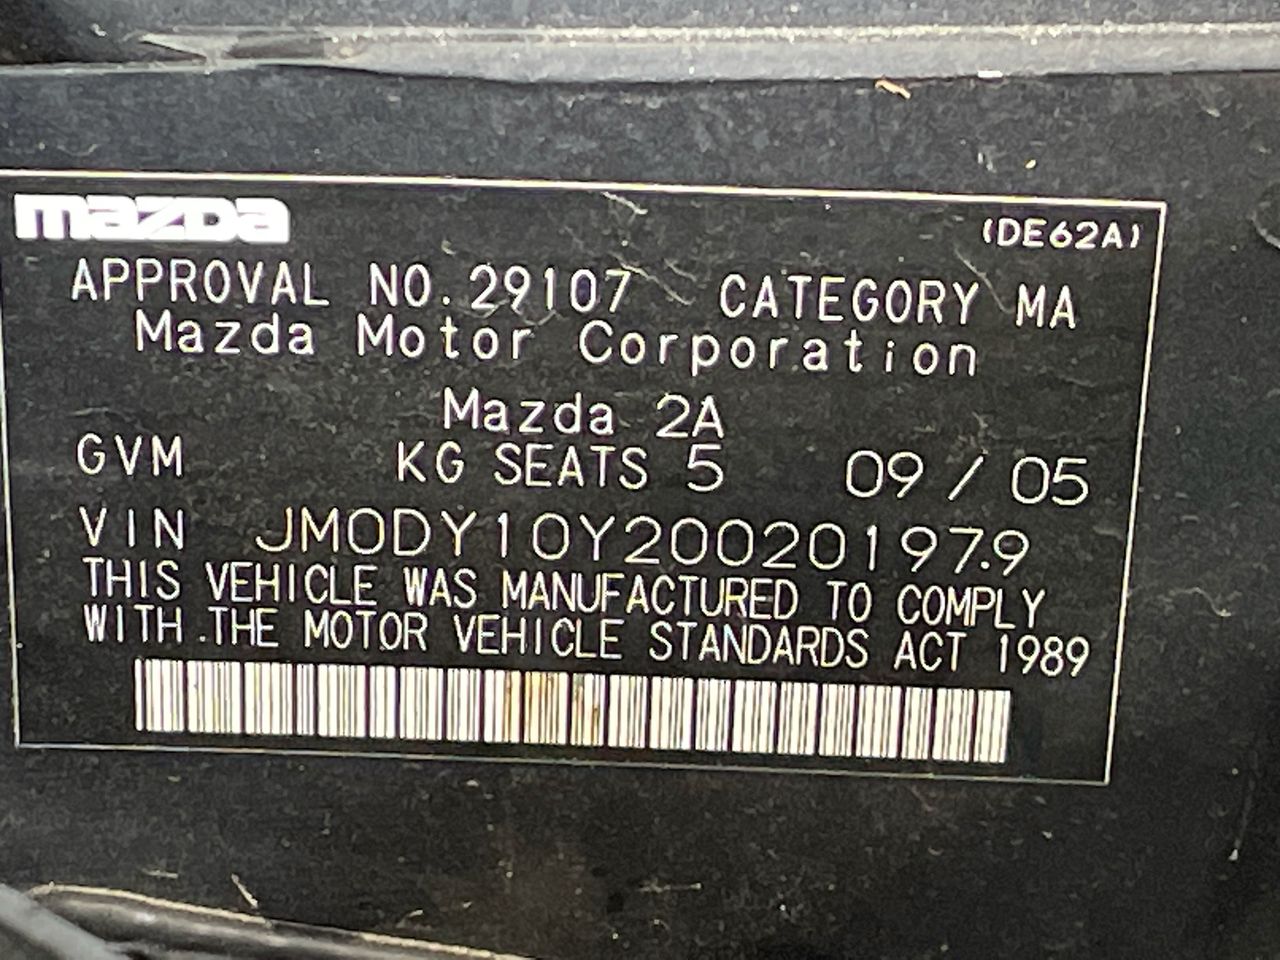 mazda
(DE62A)
APPROVAL NO. 29107 CATEGORY MA
Mazda Motor Corporation
Mazda 2A
GVM KG SEATS 5 09 / 05
VIN JM0DY10Y200201979
THIS VEHICLE WAS MANUFACTURED TO COMPLY
WITH THE MOTOR VEHICLE STANDARDS ACT 1989